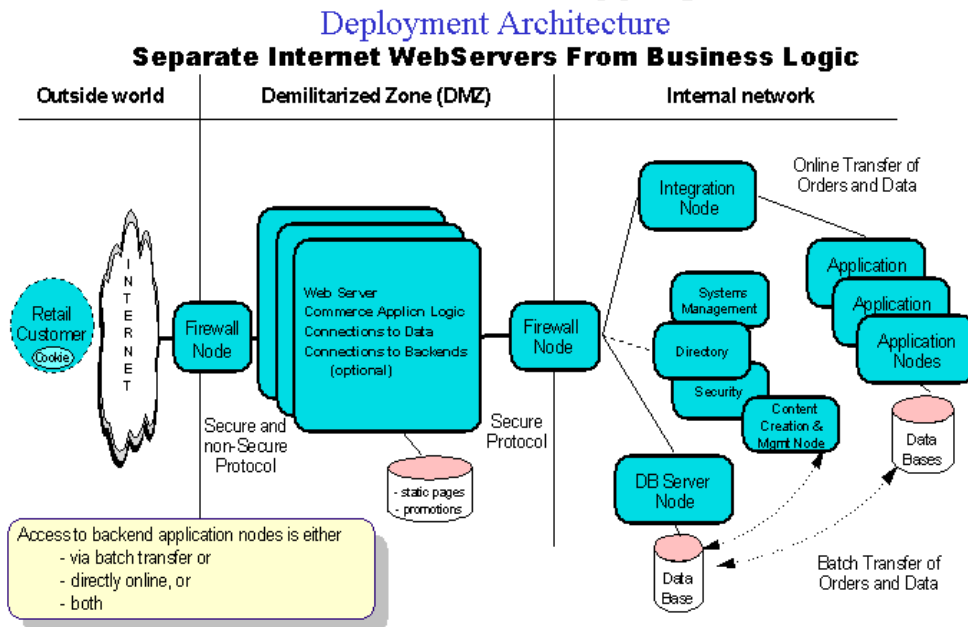 Deployment Architecture
Separate Internet WebServers From Business Logic
Outside world
Demilitarized Zone (DMZ)
Internal network
Retail
Customer
Cookie
INTERNET
Firewall
Node
Secure and
non-Secure
Protocol
Web Server
Commerce Applicn Logic
Connections to Data
Connections to Backends
(optional)
- static pages
- promotions
Firewall
Node
Secure
Protocol
Integration
Node
Online Transfer of
Orders and Data
Systems
Management
Directory
Security
Content
Creation &
Mgmt Node
Application
Application
Application
Nodes
Data
Bases
DB Server
Node
Data
Base
Batch Transfer of
Orders and Data
Access to backend application nodes is either
- via batch transfer or
- directly online, or
- both